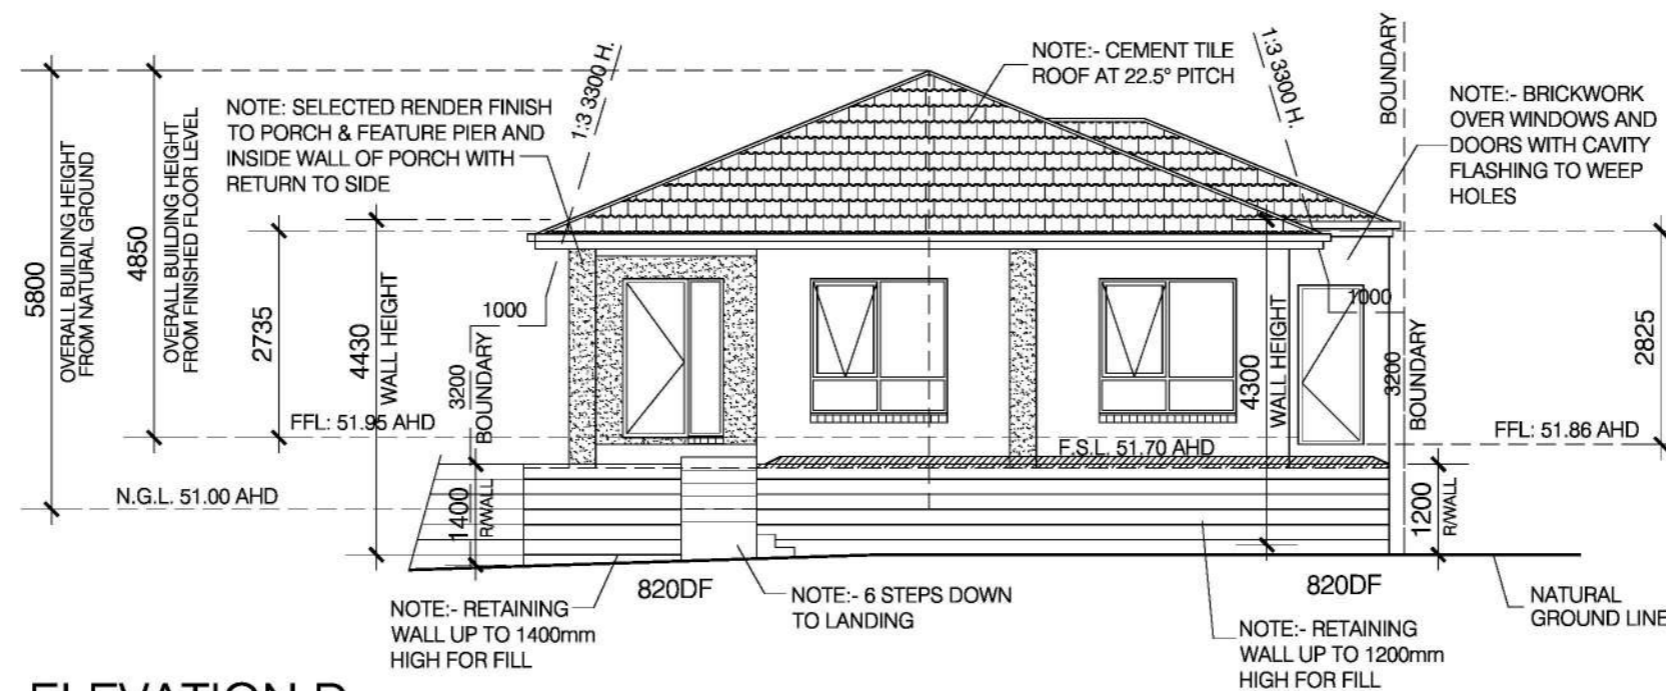 NOTE:- CEMENT TILE
ROOF AT 22.5° PITCH
BOUNDARY
1:3 3300 H.
1:3 3300 H.
NOTE: SELECTED RENDER FINISH
TO PORCH & FEATURE PIER AND
INSIDE WALL OF PORCH WITH
RETURN TO SIDE
NOTE:- BRICKWORK
OVER WINDOWS AND
DOORS WITH CAVITY
FLASHING TO WEEP
HOLES
5800
OVERALL BUILDING HEIGHT
FROM NATURAL GROUND
4850
OVERALL BUILDING HEIGHT
FROM FINISHED FLOOR LEVEL
2735
4430
WALL HEIGHT
1000
3200
BOUNDARY
4300
WALL HEIGHT
1000
3200
BOUNDARY
2825
FFL: 51.95 AHD
F.S.L. 51.70 AHD
FFL: 51.86 AHD
N.G.L. 51.00 AHD
1400
R/WALL
1200
R/WALL
820DF
820DF
NOTE:- RETAINING
WALL UP TO 1400mm
HIGH FOR FILL
NOTE:- 6 STEPS DOWN
TO LANDING
NOTE:- RETAINING
WALL UP TO 1200mm
HIGH FOR FILL
NATURAL
GROUND LINE
ELEVATION